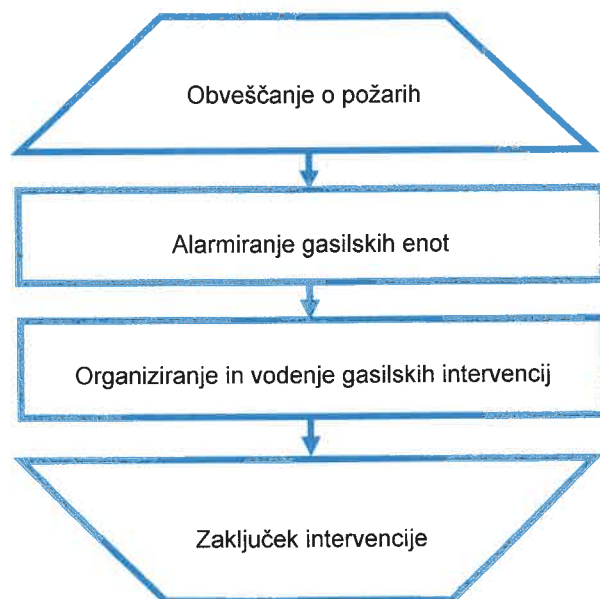 Obveščanje o požarih
Alarmiranje gasilskih enot
Organiziranje in vodenje gasilskih intervencij
Zaključek intervencije